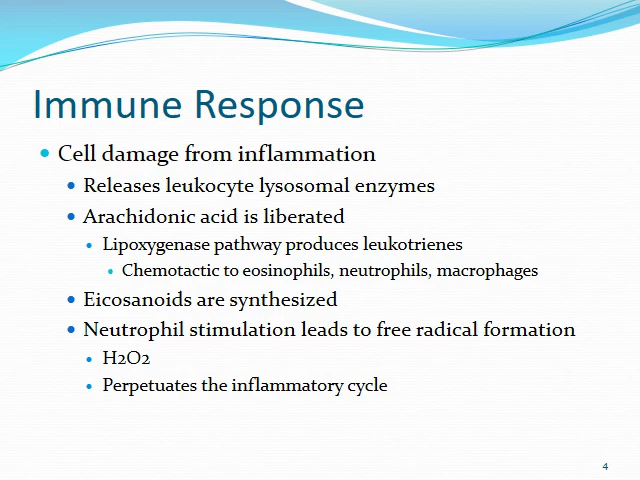 Immune Response
Cell damage from inflammation
Releases leukocyte lysosomal enzymes
Arachidonic acid is liberated
Lipoxygenase pathway produces leukotrienes
Chemotactic to eosinophils, neutrophils, macrophages
Eicosanoids are synthesized
Neutrophil stimulation leads to free radical formation
H2O2
Perpetuates the inflammatory cycle
4